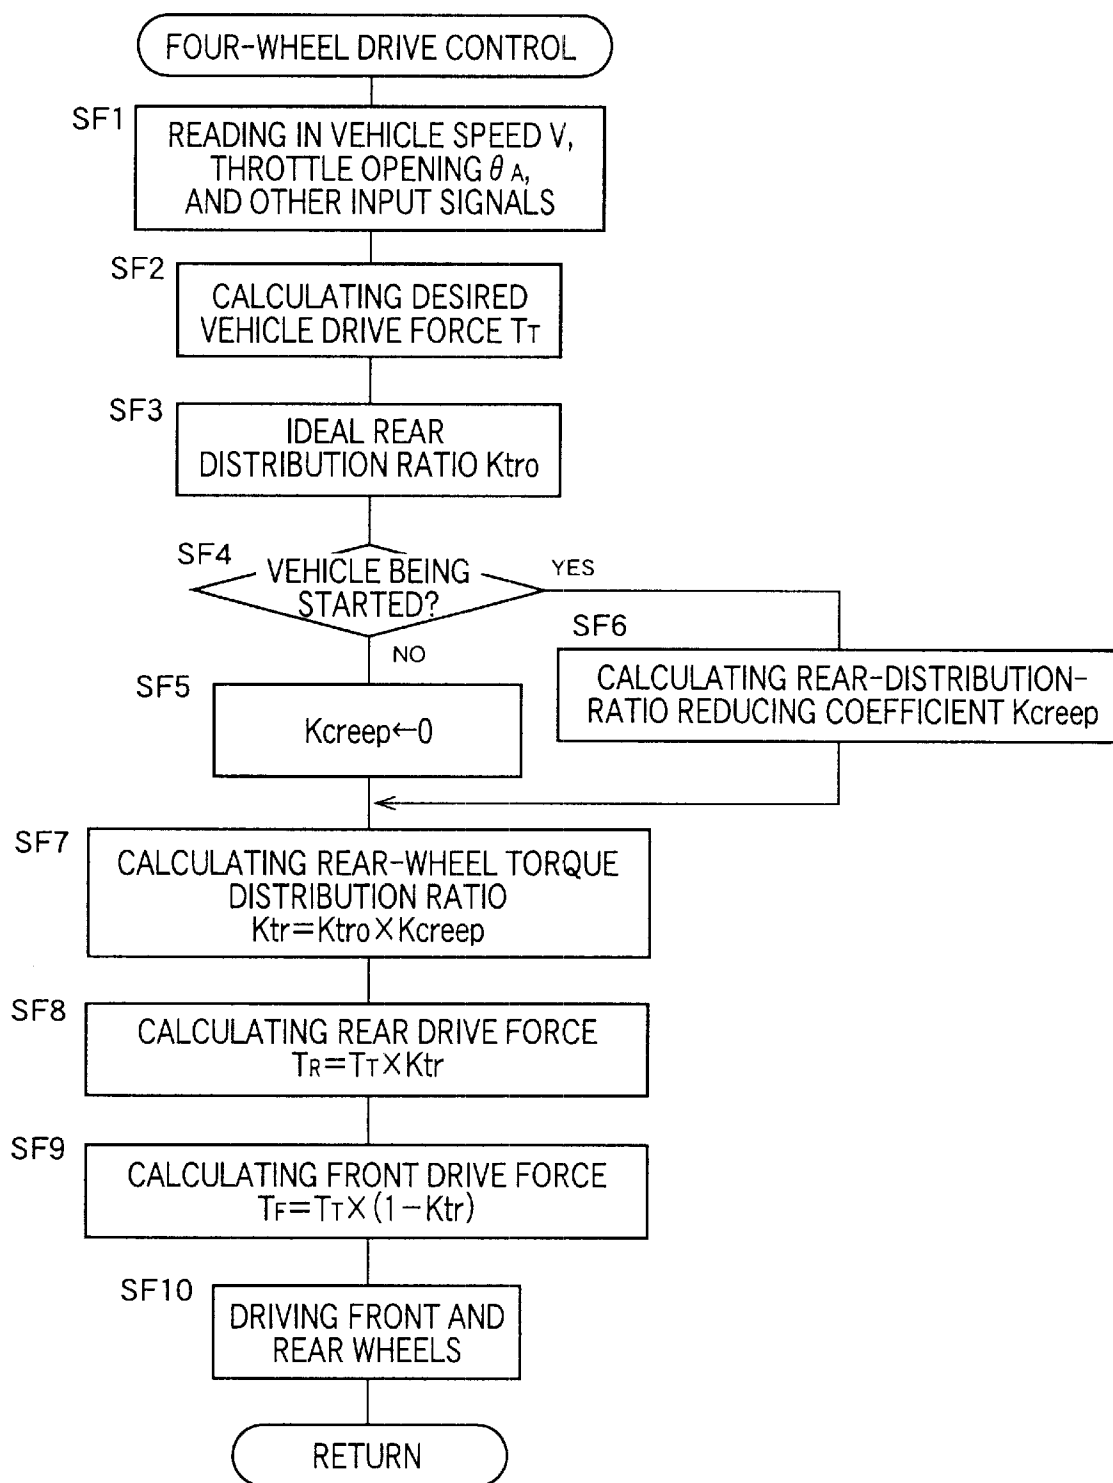 FOUR-WHEEL DRIVE CONTROL
SF1
READING IN VEHICLE SPEED V,
THROTTLE OPENING θA,
AND OTHER INPUT SIGNALS
SF2
CALCULATING DESIRED
VEHICLE DRIVE FORCE TT
SF3
IDEAL REAR
DISTRIBUTION RATIO Ktro
SF4
VEHICLE BEING
STARTED?
YES
NO
SF6
CALCULATING REAR-DISTRIBUTION-
RATIO REDUCING COEFFICIENT Kcreep
SF5
Kcreep←0
SF7
CALCULATING REAR-WHEEL TORQUE
DISTRIBUTION RATIO
Ktr=Ktro×Kcreep
SF8
CALCULATING REAR DRIVE FORCE
TR=TT×Ktr
SF9
CALCULATING FRONT DRIVE FORCE
TF=TT×(1-Ktr)
SF10
DRIVING FRONT AND
REAR WHEELS
RETURN